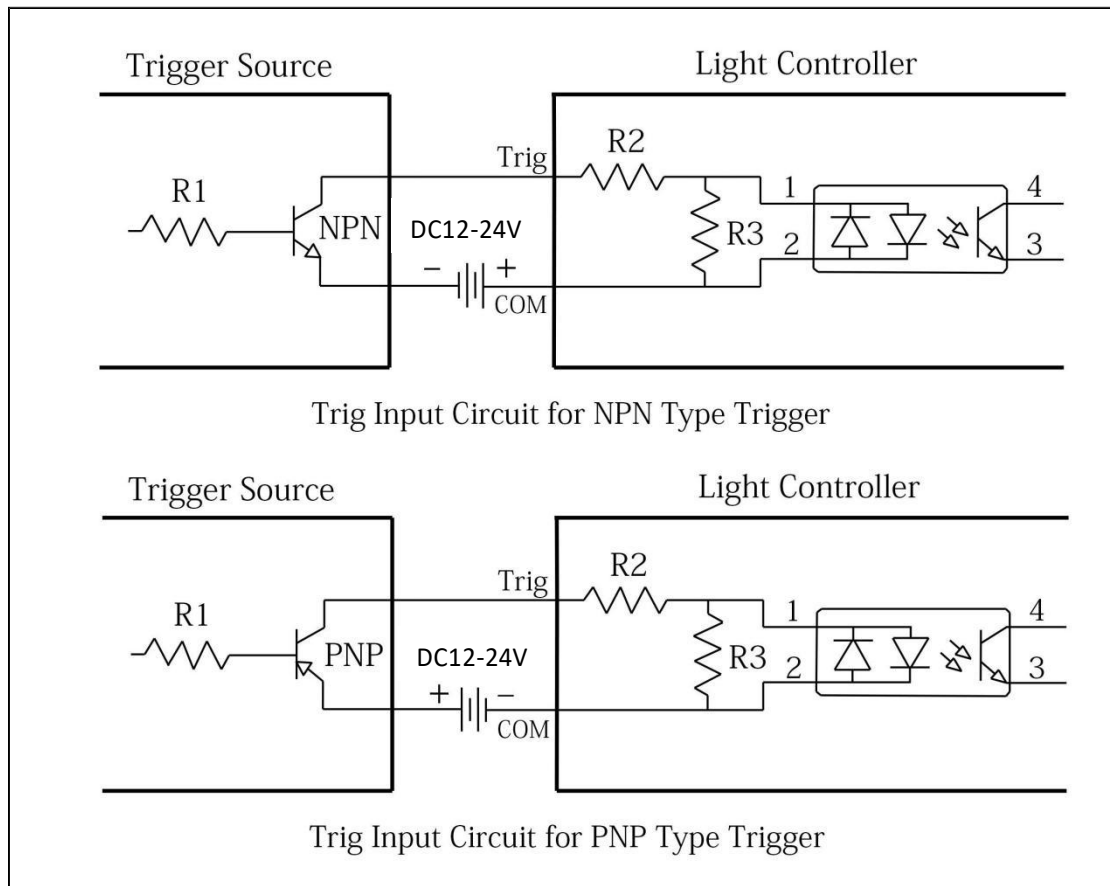 Trigger Source
Light Controller
Trig
R2
R1
NPN
DC12-24V
R3
1
2
4
3
− +
COM
Trig Input Circuit for NPN Type Trigger
Trigger Source
Light Controller
Trig
R2
R1
PNP
DC12-24V
R3
1
2
4
3
+ −
COM
Trig Input Circuit for PNP Type Trigger